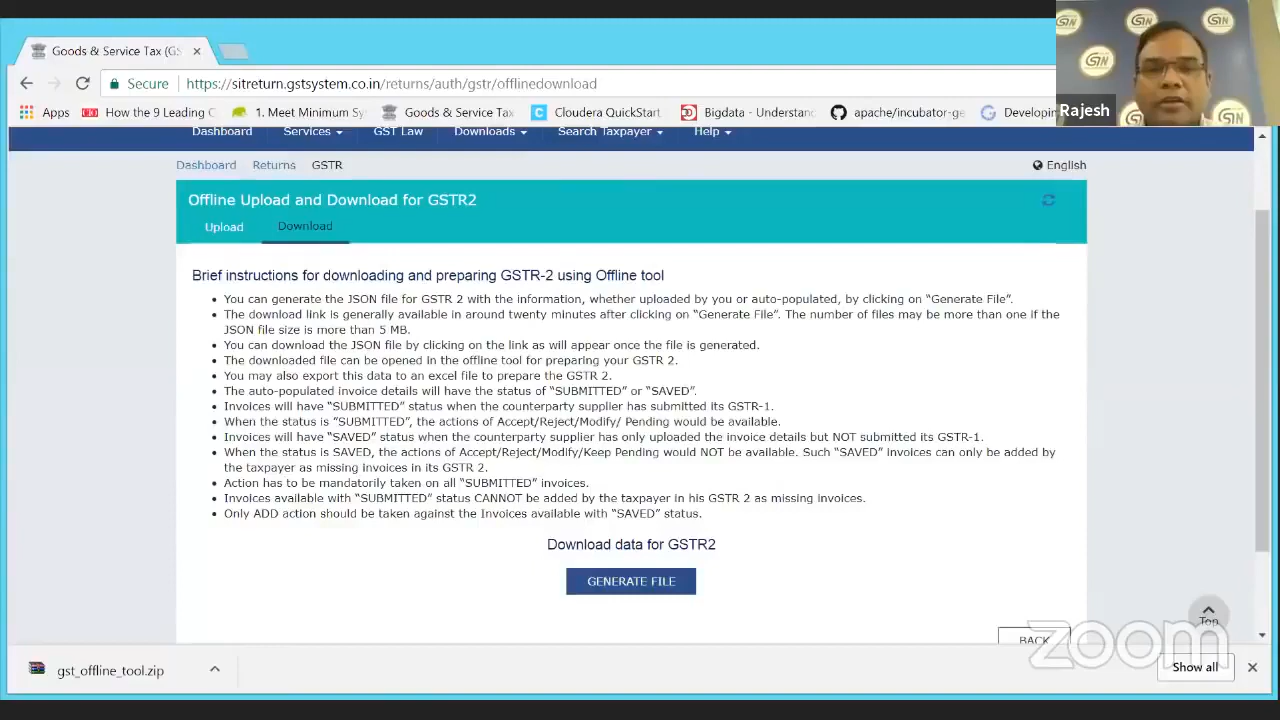 Goods & Service Tax (GS
Secure
https://sitreturn.gstsystem.co.in/returns/auth/gstr/offlinedownload
Apps
How the 9 Leading C
1. Meet Minimum Sy
Goods & Service Tax
Cloudera QuickStart
Bigdata - Understanc
apache/incubator-ge
Developin
Rajesh
Dashboard
Services
GST Law
Downloads
Search Taxpayer
Help
Dashboard
Returns
GSTR
English
Offline Upload and Download for GSTR2
Upload
Download
Brief instructions for downloading and preparing GSTR-2 using Offline tool
• You can generate the JSON file for GSTR 2 with the information, whether uploaded by you or auto-populated, by clicking on “Generate File”.
• The download link is generally available in around twenty minutes after clicking on “Generate File”. The number of files may be more than one if the
JSON file size is more than 5 MB.
• You can download the JSON file by clicking on the link as will appear once the file is generated.
• The downloaded file can be opened in the offline tool for preparing your GSTR 2.
• You may also export this data to an excel file to prepare the GSTR 2.
• The auto-populated invoice details will have the status of “SUBMITTED” or “SAVED”.
• Invoices will have “SUBMITTED” status when the counterparty supplier has submitted its GSTR-1.
• When the status is “SUBMITTED”, the actions of Accept/Reject/Modify/ Pending would be available.
• Invoices will have “SAVED” status when the counterparty supplier has only uploaded the invoice details but NOT submitted its GSTR-1.
• When the status is SAVED, the actions of Accept/Reject/Modify/Keep Pending would NOT be available. Such “SAVED” invoices can only be added by
the taxpayer as missing invoices in its GSTR 2.
• Action has to be mandatorily taken on all “SUBMITTED” invoices.
• Invoices available with “SUBMITTED” status CANNOT be added by the taxpayer in his GSTR 2 as missing invoices.
• Only ADD action should be taken against the Invoices available with “SAVED” status.
Download data for GSTR2
GENERATE FILE
Top
BACK
zoom
gst_offline_tool.zip
Show all